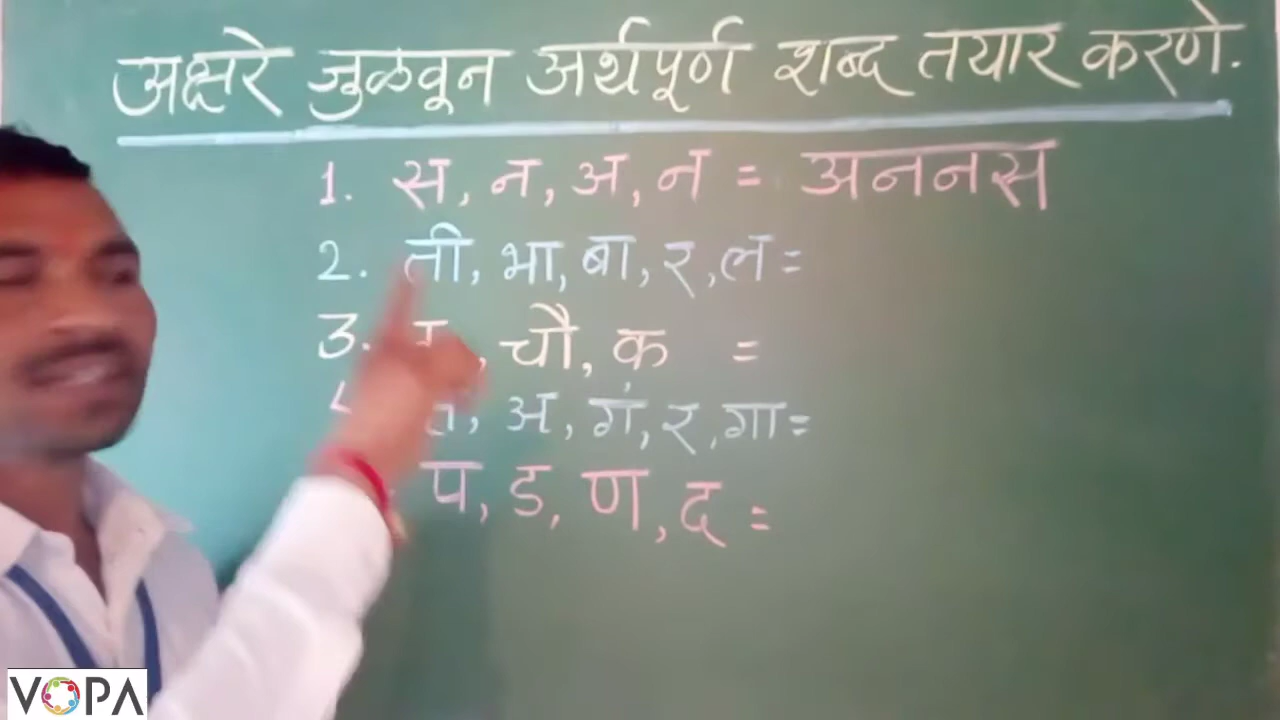 अक्षरे जुळवून अर्थपूर्ण शब्द तयार करणे.
1. स, न, अ, न = अननस
2. ती, भा, बा, र, ल =
3. , चौ, क =
, अ, गं, र, गा =
प, ड, ण, द =
VOPA